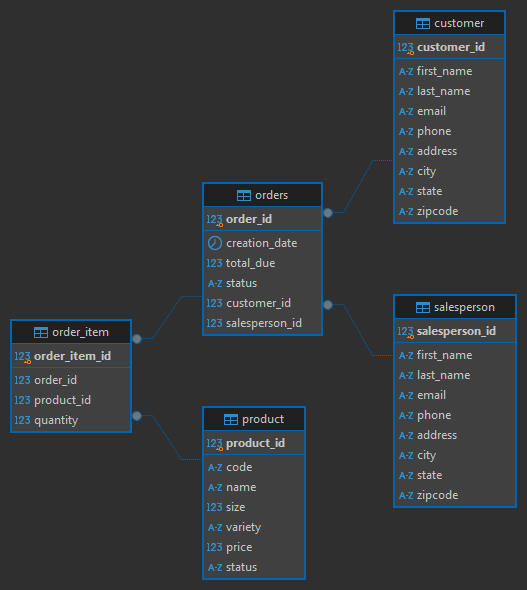 customer
123 customer_id
A-Z first_name
A-Z last_name
A-Z email
A-Z phone
A-Z address
A-Z city
A-Z state
A-Z zipcode
orders
123 order_id
creation_date
123 total_due
A-Z status
123 customer_id
123 salesperson_id
salesperson
123 salesperson_id
A-Z first_name
A-Z last_name
A-Z email
A-Z phone
A-Z address
A-Z city
A-Z state
A-Z zipcode
order_item
123 order_item_id
123 order_id
123 product_id
123 quantity
product
123 product_id
A-Z code
A-Z name
123 size
A-Z variety
123 price
A-Z status